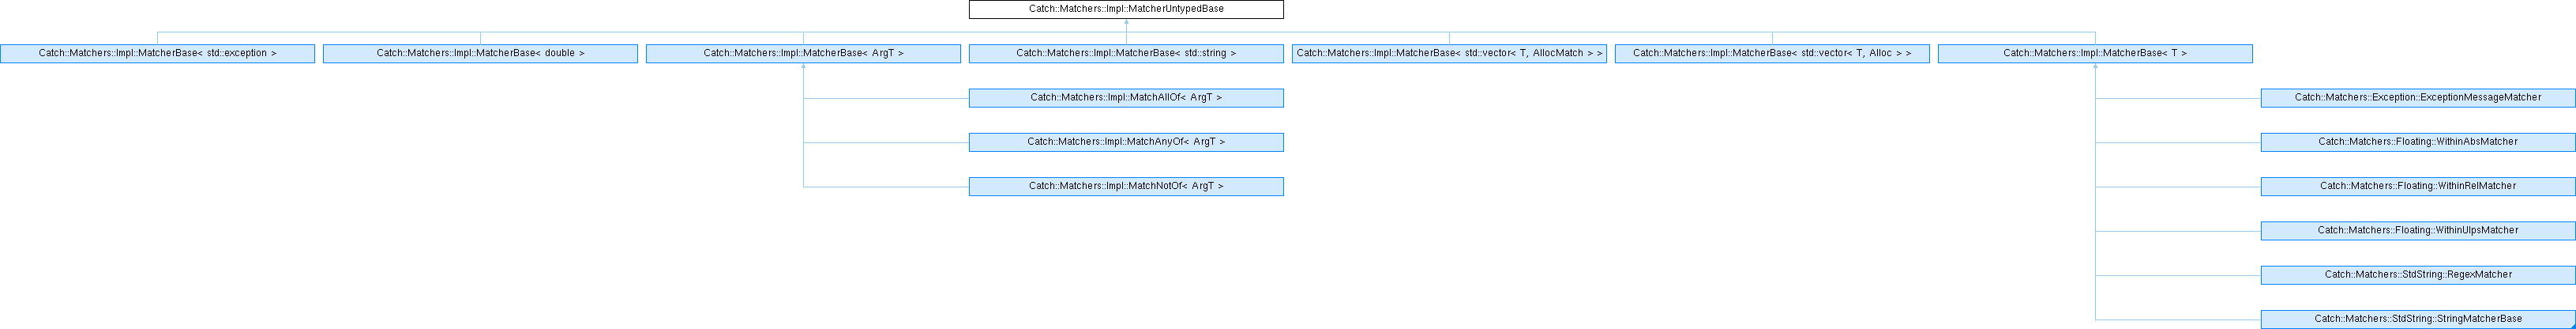 Catch::Matchers::Impl::MatcherUntypedBase
Catch::Matchers::Impl::MatcherBase< std::exception >
Catch::Matchers::Impl::MatcherBase< double >
Catch::Matchers::Impl::MatcherBase< ArgT >
Catch::Matchers::Impl::MatcherBase< std::string >
Catch::Matchers::Impl::MatcherBase< std::vector< T, AllocMatch > >
Catch::Matchers::Impl::MatcherBase< std::vector< T, Alloc > >
Catch::Matchers::Impl::MatcherBase< T >
Catch::Matchers::Impl::MatchAllOf< ArgT >
Catch::Matchers::Impl::MatchAnyOf< ArgT >
Catch::Matchers::Impl::MatchNotOf< ArgT >
Catch::Matchers::Exception::ExceptionMessageMatcher
Catch::Matchers::Floating::WithinAbsMatcher
Catch::Matchers::Floating::WithinRelMatcher
Catch::Matchers::Floating::WithinUlpsMatcher
Catch::Matchers::StdString::RegexMatcher
Catch::Matchers::StdString::StringMatcherBase